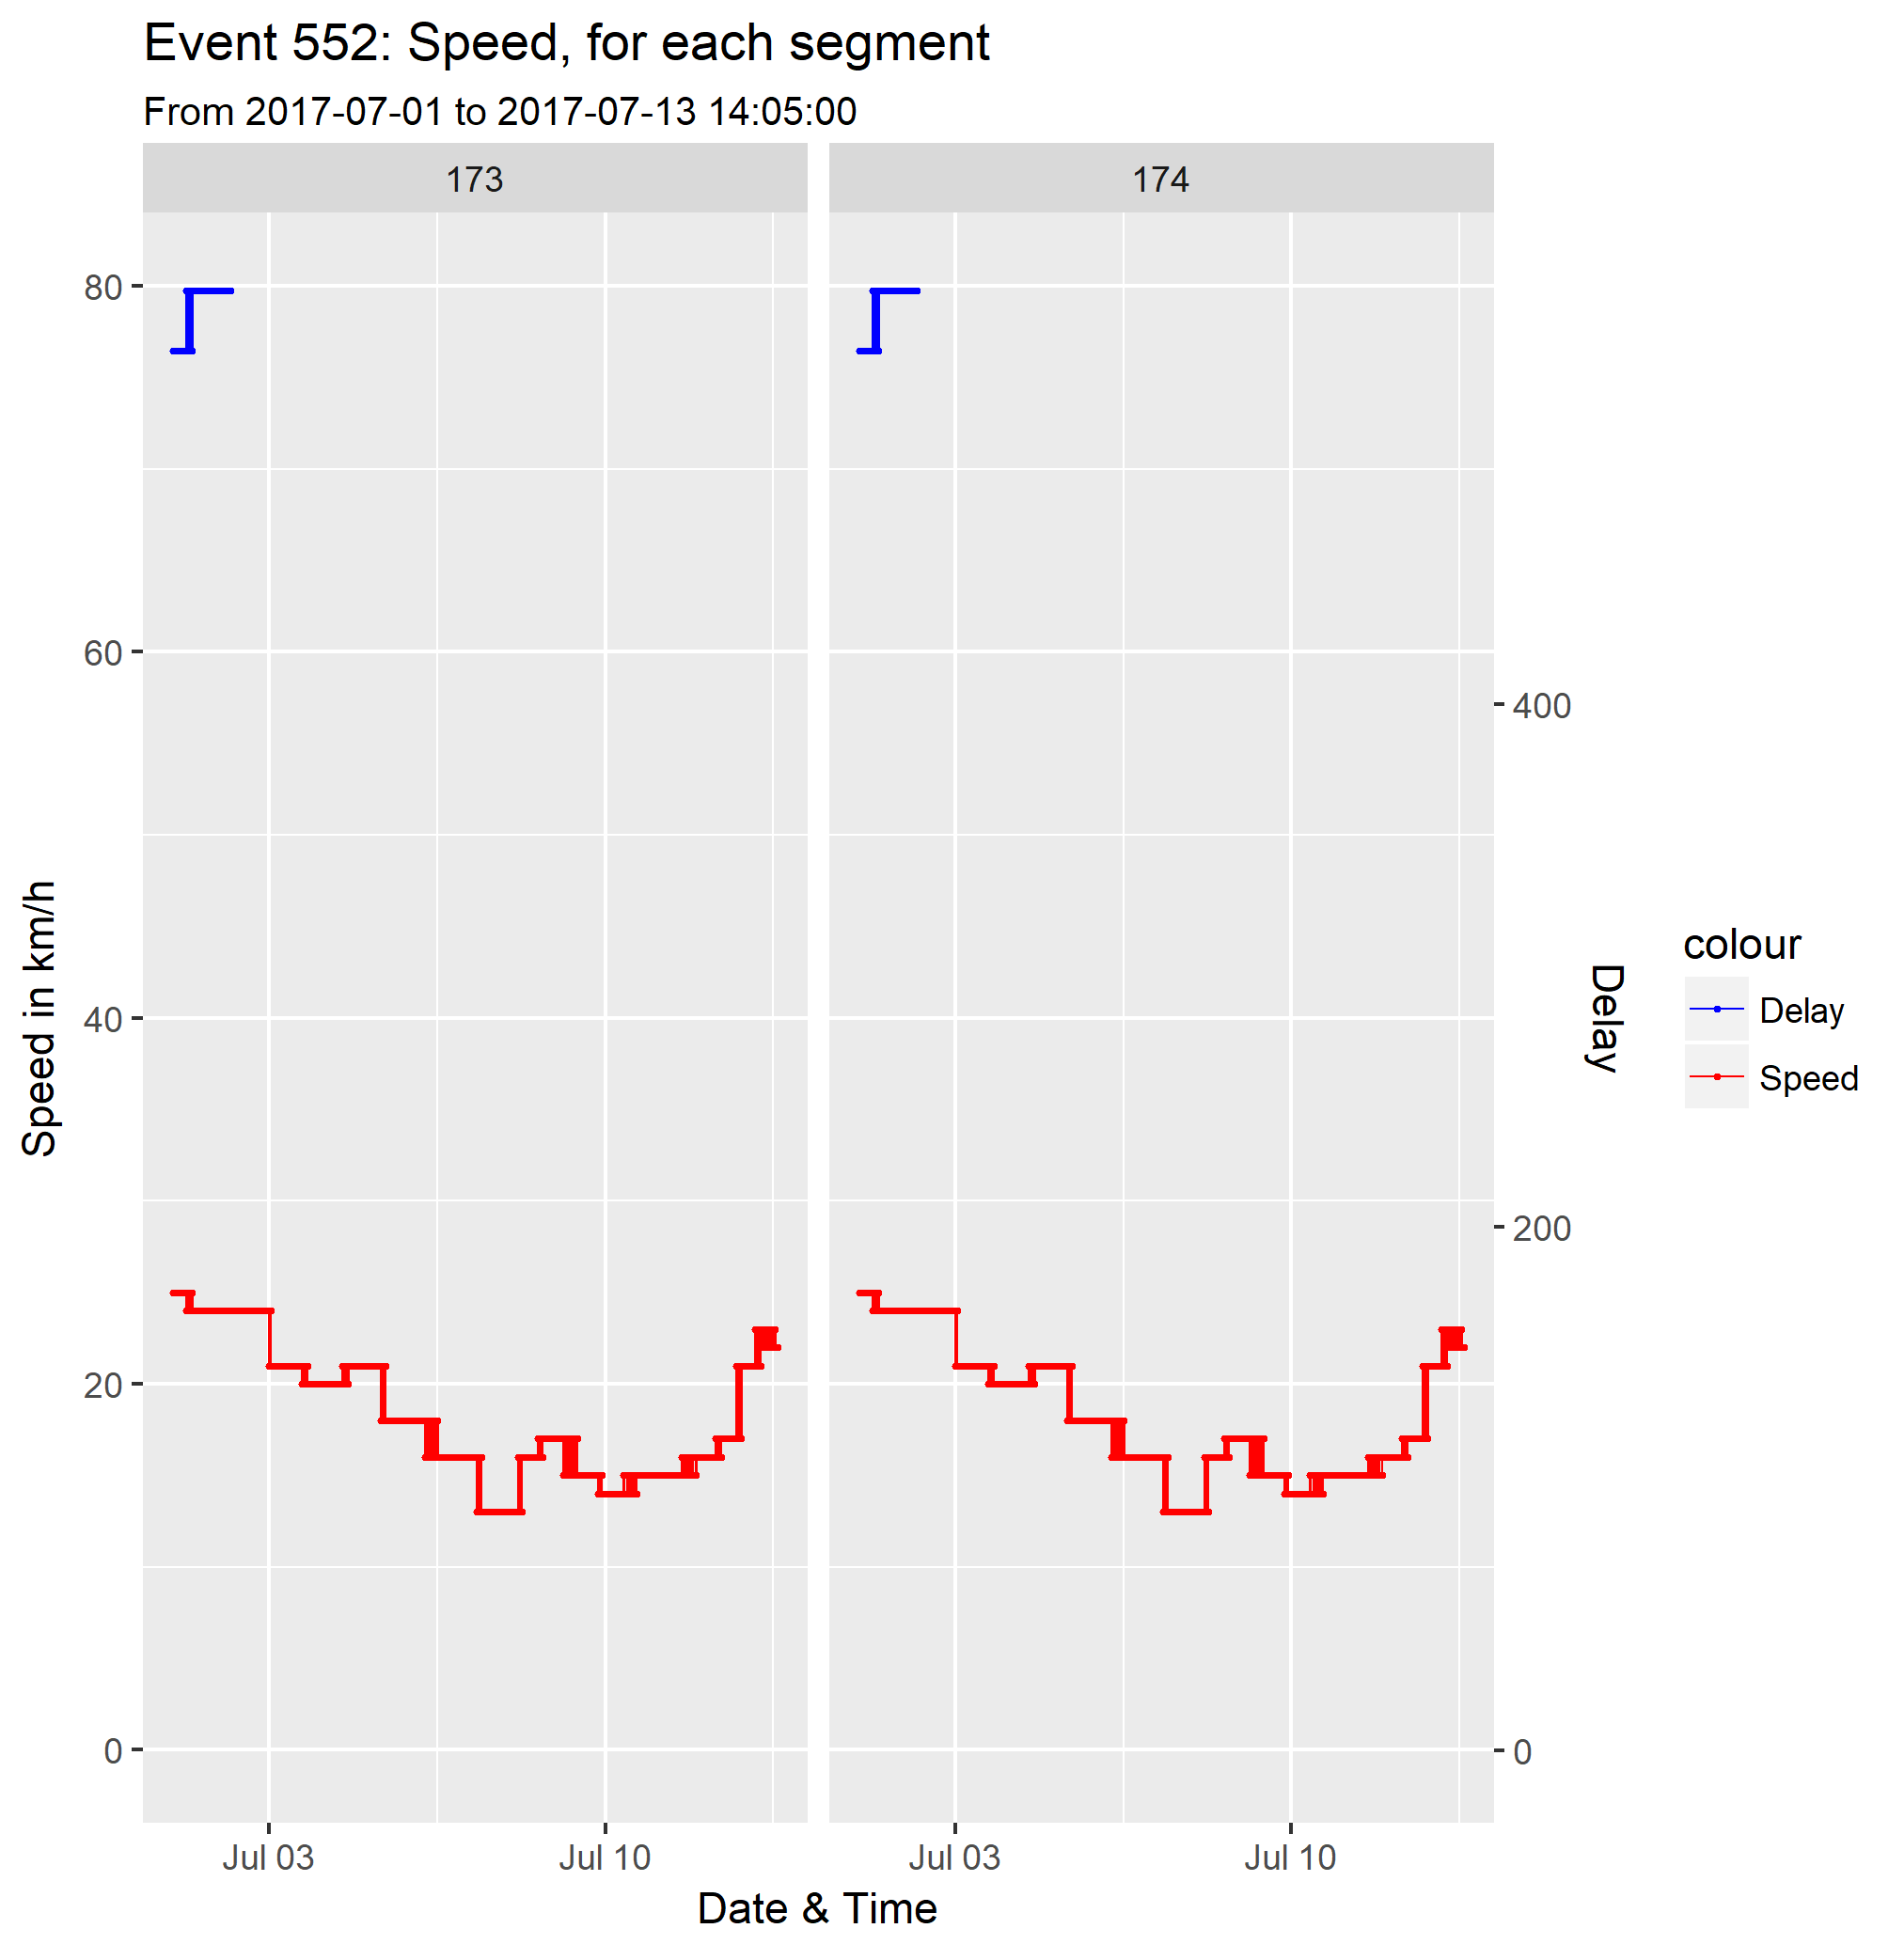 Event 552: Speed, for each segment
From 2017-07-01 to 2017-07-13 14:05:00
173
174
80
60
40
20
0
Speed in km/h
400
200
0
Delay
colour
Delay
Speed
Jul 03
Jul 10
Jul 03
Jul 10
Date & Time